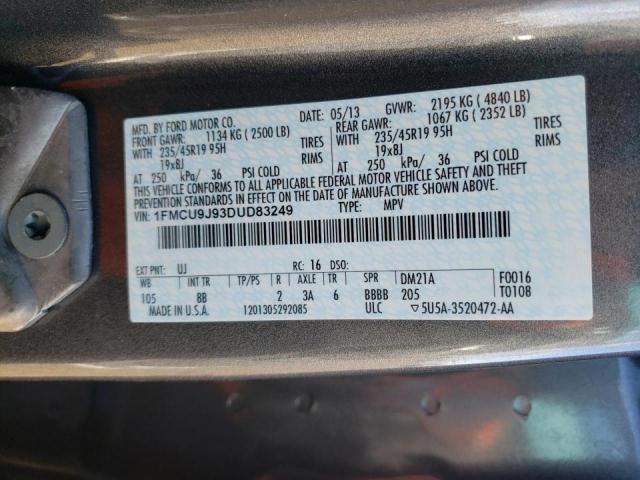 MFD. BY FORD MOTOR CO.
DATE: 05/13 GVWR: 2195 KG ( 4840 LB)
FRONT GAWR: 1134 KG ( 2500 LB) REAR GAWR: 1067 KG ( 2352 LB)
WITH 235/45R19 95H TIRES WITH 235/45R19 95H TIRES
19x8J RIMS 19x8J RIMS
AT 250 kPa/ 36 PSI COLD AT 250 kPa/ 36 PSI COLD
THIS VEHICLE CONFORMS TO ALL APPLICABLE FEDERAL MOTOR VEHICLE SAFETY AND THEFT
PREVENTION STANDARDS IN EFFECT ON THE DATE OF MANUFACTURE SHOWN ABOVE.
VIN: 1FMCU9J93DUD83249 TYPE: MPV
EXT PNT: UJ RC: 16 DSO: F0016
WB INT TR TP/PS R AXLE TR SPR DM21A T0108
105 BB 2 3A 6 BBBB 205
MADE IN U.S.A. 1201305292085 ULC ▽5U5A-3520472-AA